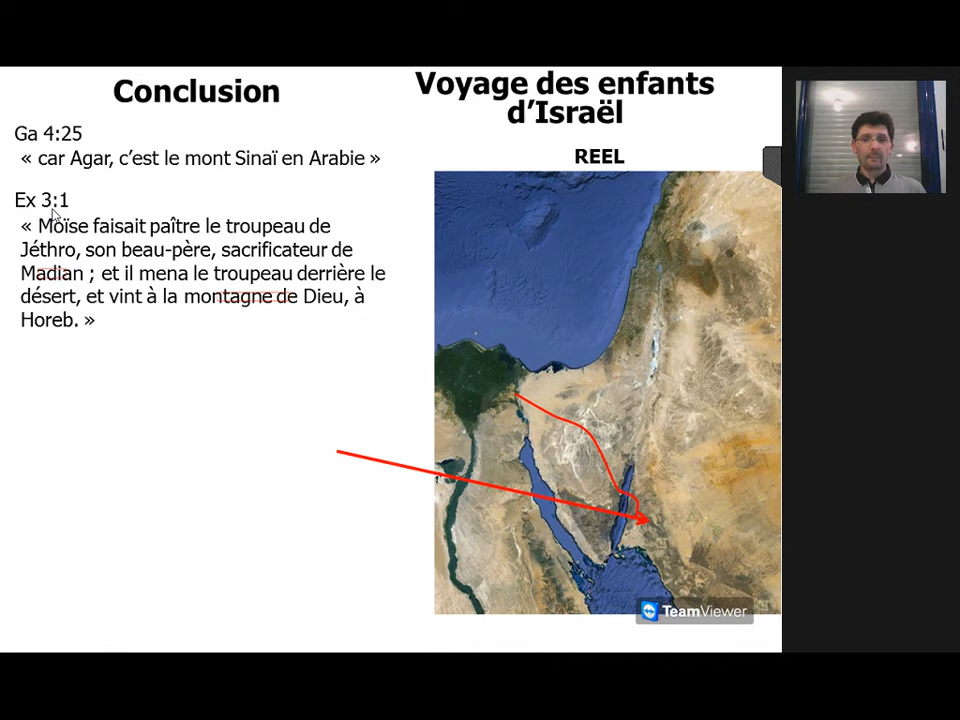 Conclusion
Ga 4:25
« car Agar, c’est le mont Sinaï en Arabie »
Ex 3:1
« Moïse faisait paître le troupeau de
Jéthro, son beau-père, sacrificateur de
Madian ; et il mena le troupeau derrière le
désert, et vint à la montagne de Dieu, à
Horeb. »
Voyage des enfants
d’Israël
REEL
TeamViewer